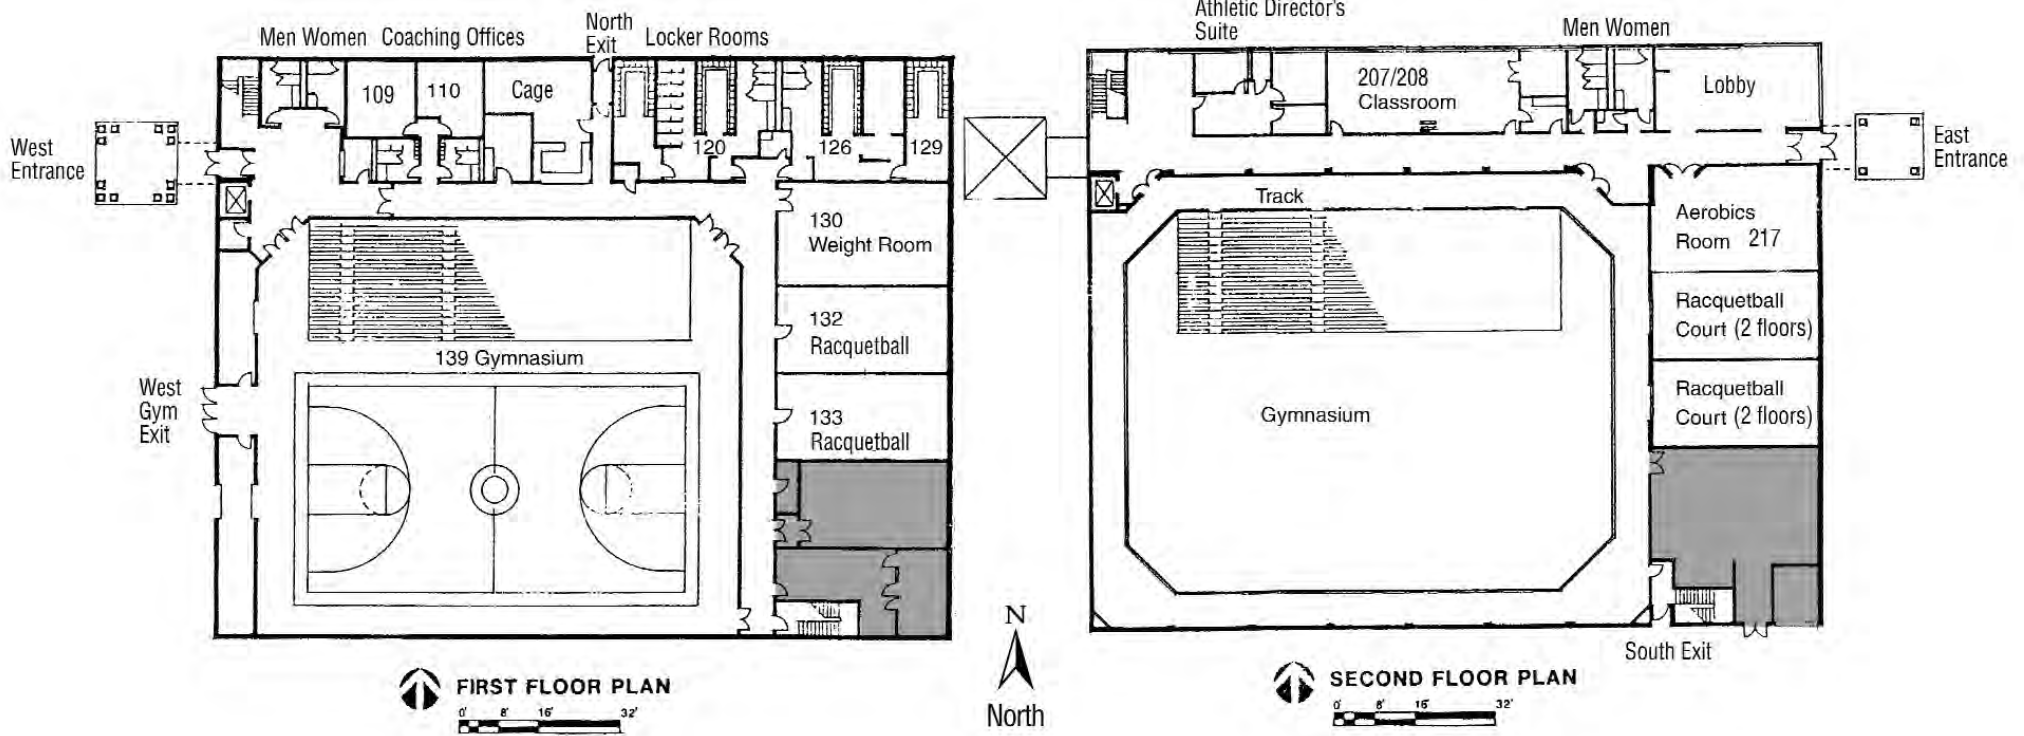 Men Women Coaching Offices
North
Exit
Locker Rooms
109
110
Cage
120
126
129
West
Entrance
130
Weight Room
132
Racquetball
139 Gymnasium
West
Gym
Exit
133
Racquetball
FIRST FLOOR PLAN
0' 8' 16' 32'
N
North
Athletic Director's
Suite
Men Women
207/208
Classroom
Lobby
East
Entrance
Track
Aerobics
Room 217
Racquetball
Court (2 floors)
Racquetball
Court (2 floors)
Gymnasium
South Exit
SECOND FLOOR PLAN
0' 8' 16' 32'